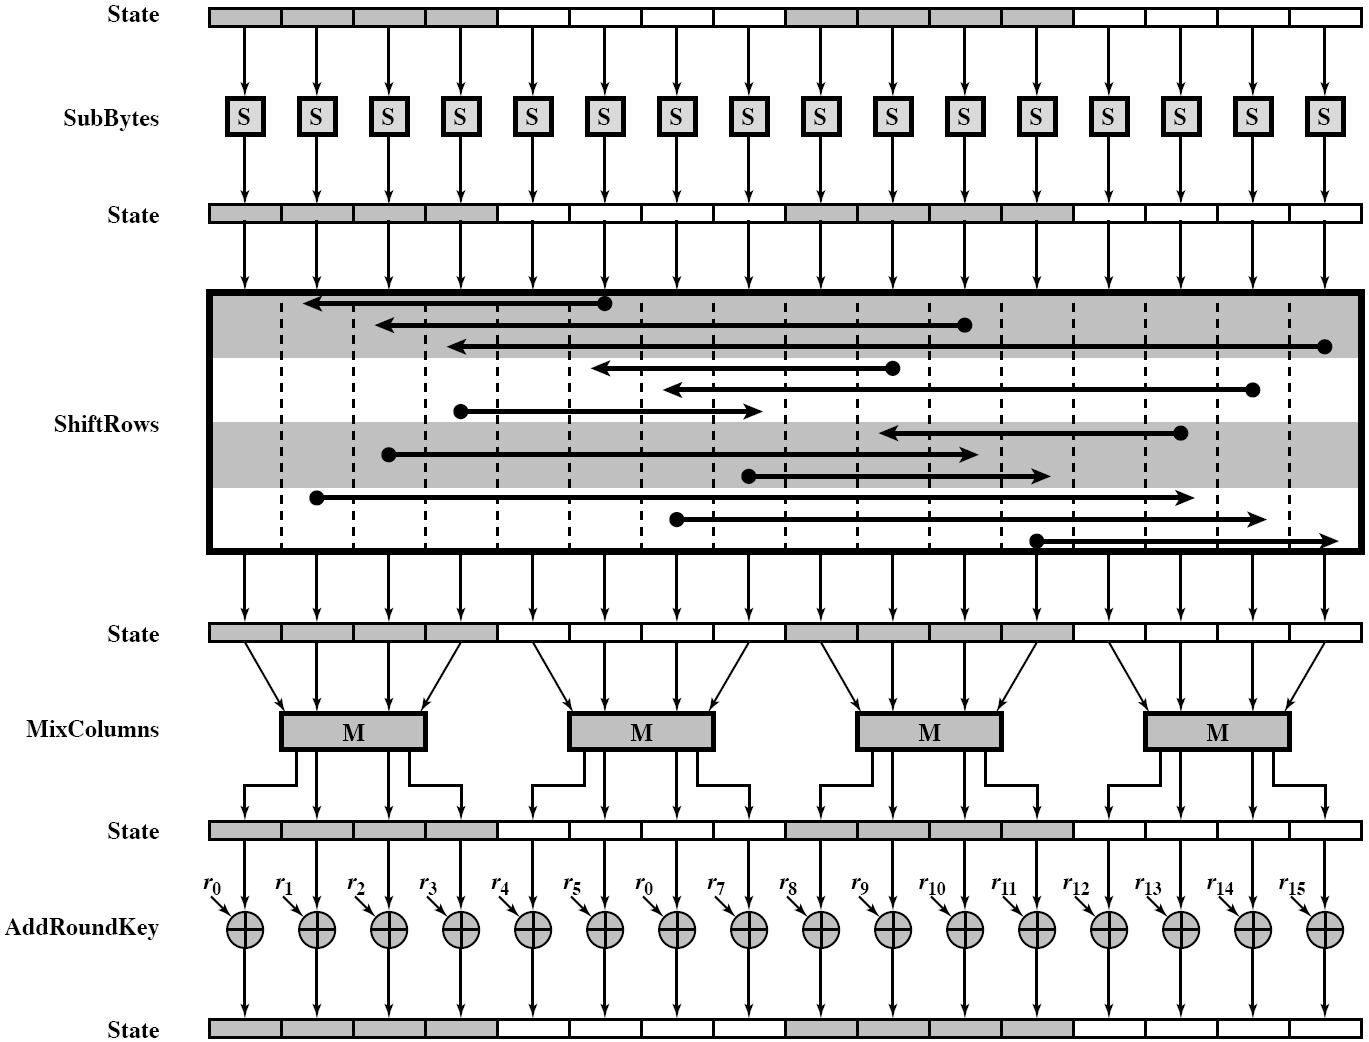 State
SubBytes S S S S S S S S S S S S S S S S
State
ShiftRows
State
MixColumns M M M M
State
r0 r1 r2 r3 r4 r5 r0 r7 r8 r9 r10 r11 r12 r13 r14 r15
AddRoundKey
State